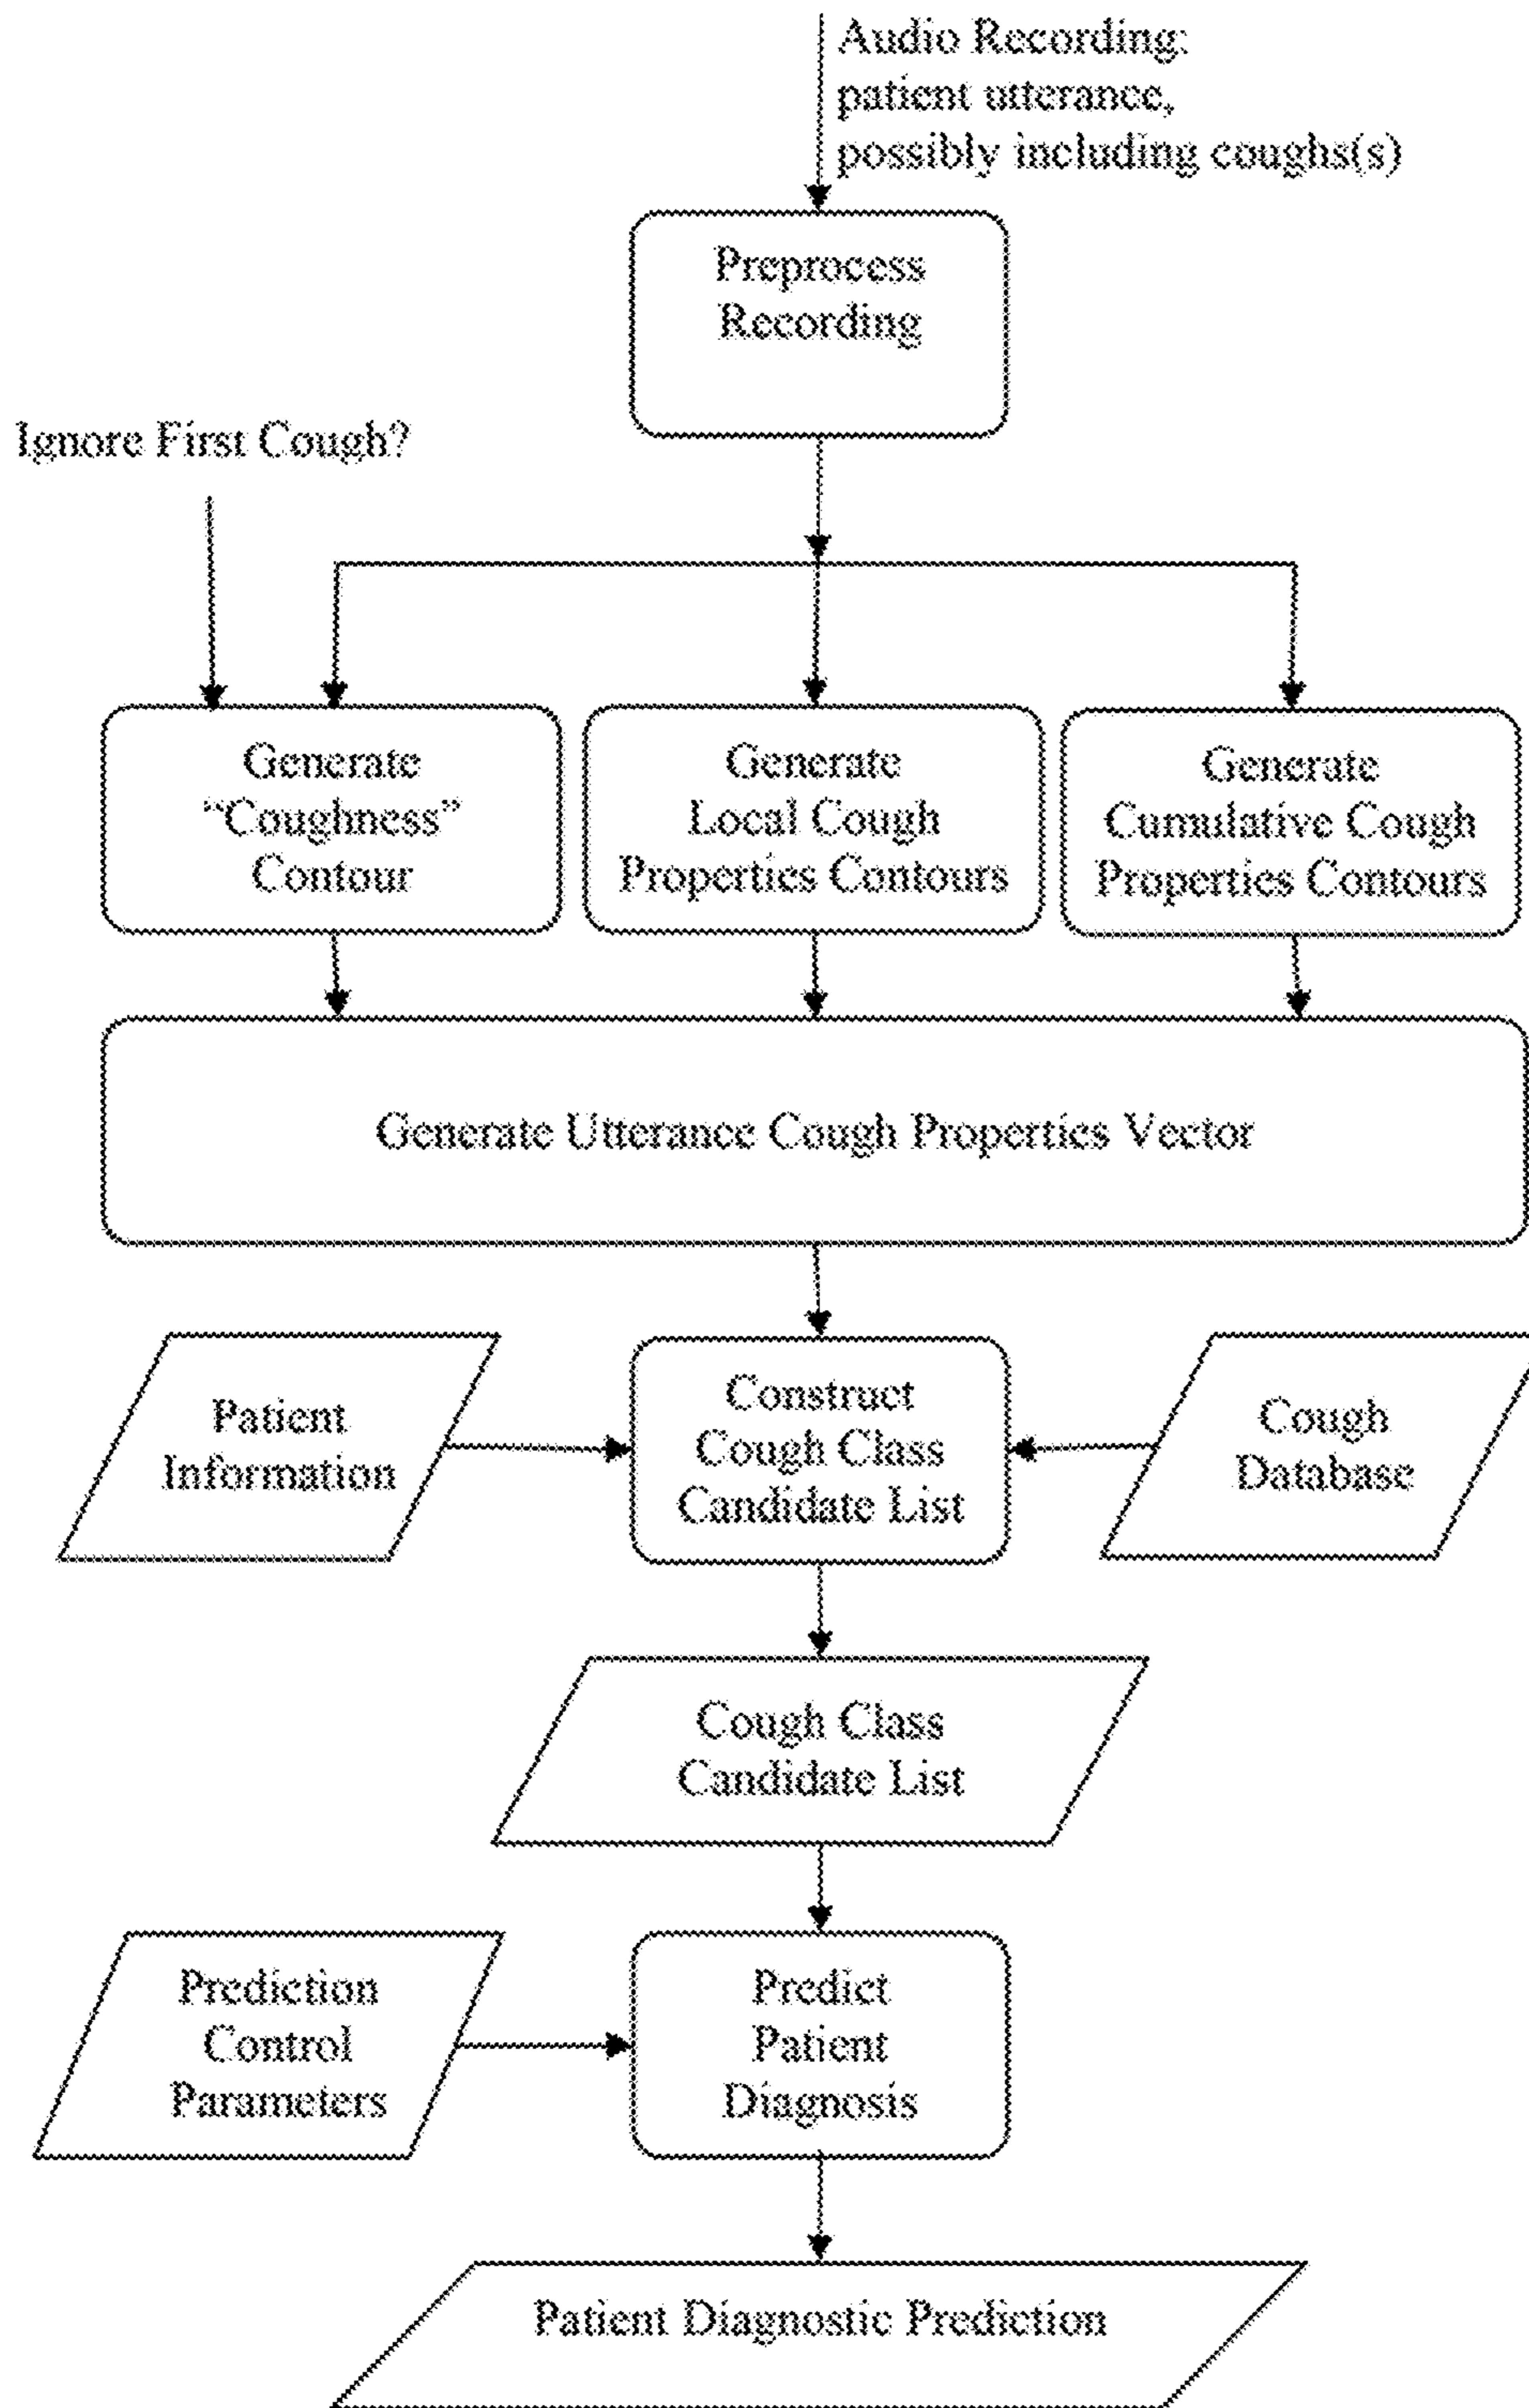 Audio Recording:
patient utterance,
possibly including coughs(s)
Preprocess
Recording
Ignore First Cough?
Generate
“Coughness”
Contour
Generate
Local Cough
Properties Contours
Generate
Cumulative Cough
Properties Contours
Generate Utterance Cough Properties Vector
Patient
Information
Construct
Cough Class
Candidate List
Cough
Database
Cough Class
Candidate List
Prediction
Control
Parameters
Predict
Patient
Diagnosis
Patient Diagnostic Prediction